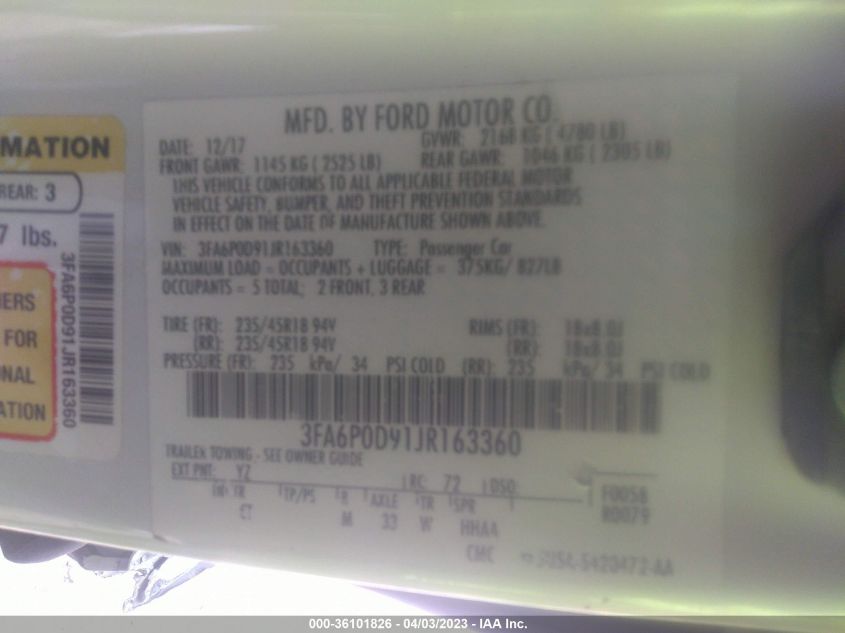 MFD. BY FORD MOTOR CO.
DATE: 12/17 GVWR: 2168 KG ( 4780 LB)
FRONT GAWR: 1145 KG ( 2525 LB) REAR GAWR: 1046 KG ( 2305 LB)
THIS VEHICLE CONFORMS TO ALL APPLICABLE FEDERAL MOTOR
VEHICLE SAFETY, BUMPER, AND THEFT PREVENTION STANDARDS
IN EFFECT ON THE DATE OF MANUFACTURE SHOWN ABOVE.
VIN: 3FA6P0D91JR163360 TYPE: Passenger Car
MAXIMUM LOAD = OCCUPANTS + LUGGAGE = 375KG/ 827LB
OCCUPANTS = 5 TOTAL; 2 FRONT, 3 REAR
TIRE (FR): 235/45R18 94V RIMS (FR): 18x8.0J
(RR): 235/45R18 94V (RR): 18x8.0J
PRESSURE (FR): 235 kPa/ 34 PSI COLD (RR): 235 kPa/ 34 PSI COLD
3FA6P0D91JR163360
TRAILER TOWING - SEE OWNER GUIDE
EXT PNT: YZ RC: 72 DSO:
F0058
R0079
INT TR TP/PS R AXLE TR SPR
CT M 33 W HHAA
CMC
MATION
REAR: 3
7 lbs.
3FA6P0D91JR163360
HERS
FOR
ONAL
ATION
000-36101826 - 04/03/2023 - IAA Inc.